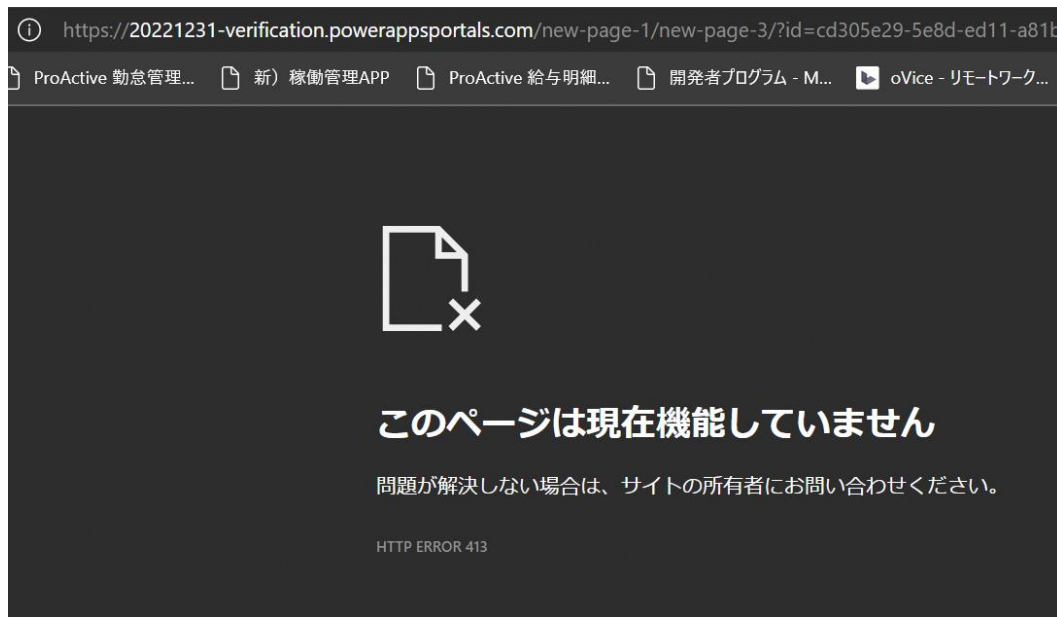 https://20221231-verification.powerappsportals.com/new-page-1/new-page-3/?id=cd305e29-5e8d-ed11-a81b
ProActive 勤怠管理... 新）稼働管理APP ProActive 給与明細... 開発者プログラム - M... oVice - リモートワーク...
このページは現在機能していません
問題が解決しない場合は、サイトの所有者にお問い合わせください。
HTTP ERROR 413